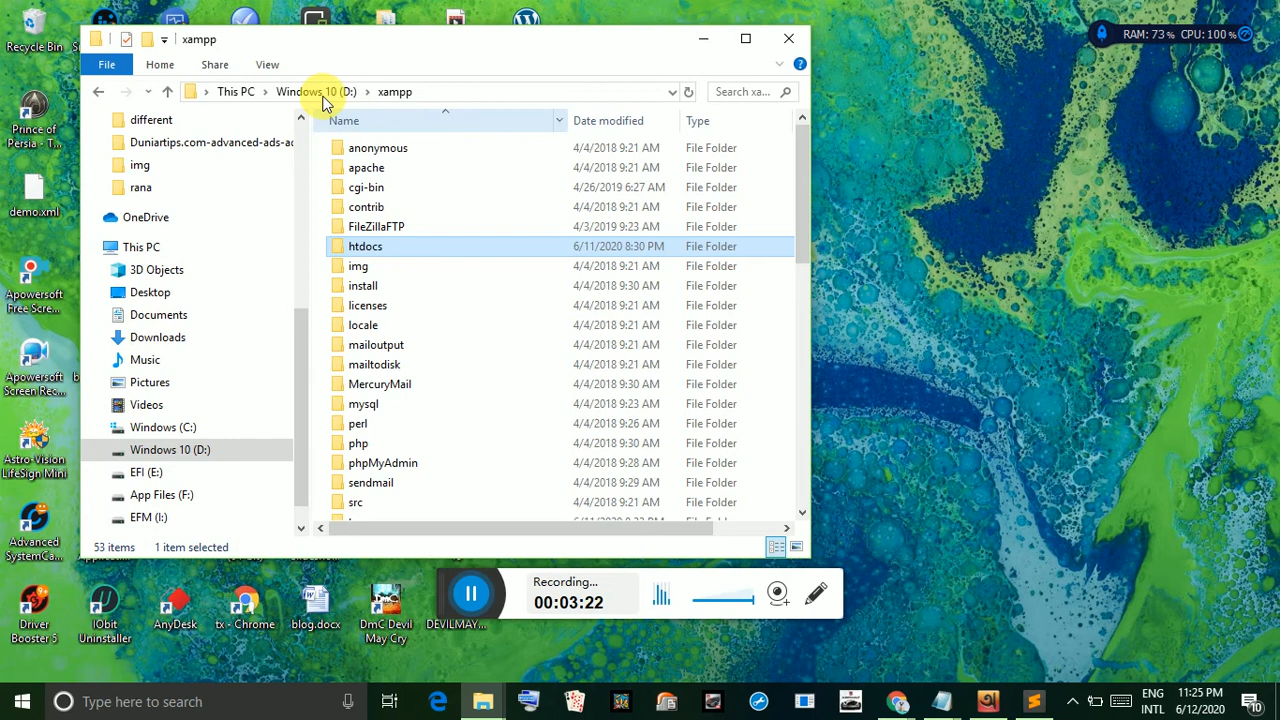 Recycle Bin
Prince of
Persia - T...
demo.xml
Apowersoft
Free Scre...
Apowersoft
Screen Rec...
Astro-Vision
LifeSign Mini
Advanced
SystemCa...
Driver
Booster 5
IObit
Uninstaller
AnyDesk
tx - Chrome
blog.docx
DmC Devil
May Cry
DEVILMAY...
xampp
File
Home
Share
View
This PC
Windows 10 (D:)
xampp
Search xa...
different
Duniartips.com-advanced-ads-ad
img
rana
OneDrive
This PC
3D Objects
Desktop
Documents
Downloads
Music
Pictures
Videos
Windows (C:)
Windows 10 (D:)
EFI (E:)
App Files (F:)
EFM (I:)
Name Date modified Type
anonymous 4/4/2018 9:21 AM File Folder
apache 4/4/2018 9:21 AM File Folder
cgi-bin 4/26/2019 6:27 AM File Folder
contrib 4/4/2018 9:21 AM File Folder
FileZillaFTP 4/3/2019 9:23 AM File Folder
htdocs 6/11/2020 8:30 PM File Folder
img 4/4/2018 9:21 AM File Folder
install 4/4/2018 9:30 AM File Folder
licenses 4/4/2018 9:21 AM File Folder
locale 4/4/2018 9:21 AM File Folder
mailoutput 4/4/2018 9:21 AM File Folder
mailtodisk 4/4/2018 9:21 AM File Folder
MercuryMail 4/4/2018 9:30 AM File Folder
mysql 4/4/2018 9:23 AM File Folder
perl 4/4/2018 9:26 AM File Folder
php 4/4/2018 9:30 AM File Folder
phpMyAdmin 4/4/2018 9:28 AM File Folder
sendmail 4/4/2018 9:29 AM File Folder
src 4/4/2018 9:21 AM File Folder
53 items 1 item selected
RAM: 73% CPU: 100%
Recording...
00:03:22
Type here to search
ENG
INTL
11:25 PM
6/12/2020
10